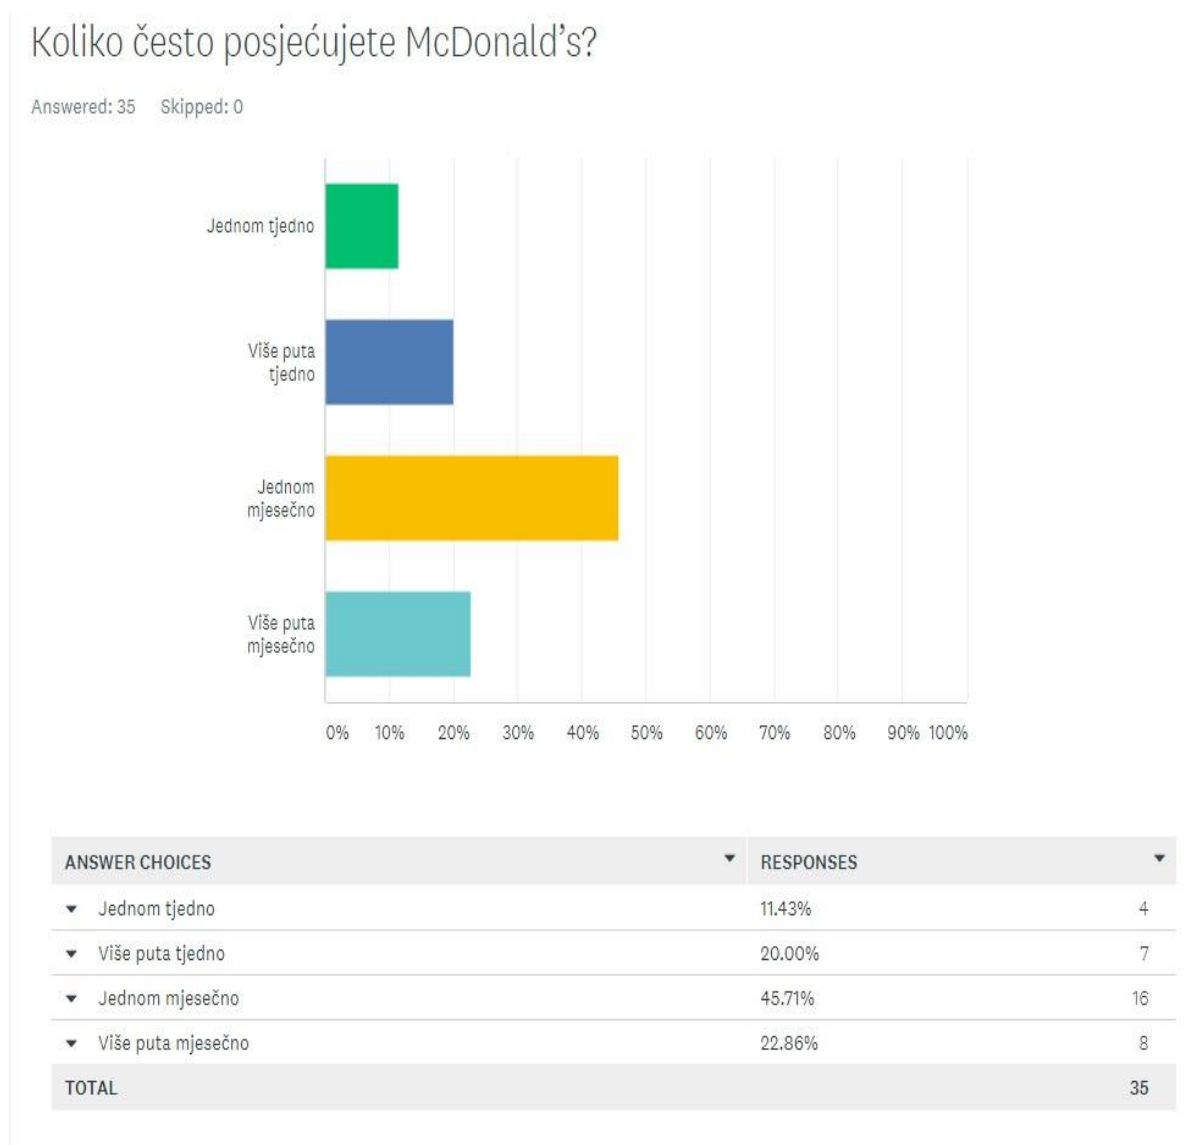 Koliko često posjećujete McDonald's?
Answered: 35 Skipped: 0
Jednom tjedno
Više puta
tjedno
Jednom
mjesečno
Više puta
mjesečno
0% 10% 20% 30% 40% 50% 60% 70% 80% 90% 100%
ANSWER CHOICES RESPONSES
Jednom tjedno 11.43% 4
Više puta tjedno 20.00% 7
Jednom mjesečno 45.71% 16
Više puta mjesečno 22.86% 8
TOTAL 35